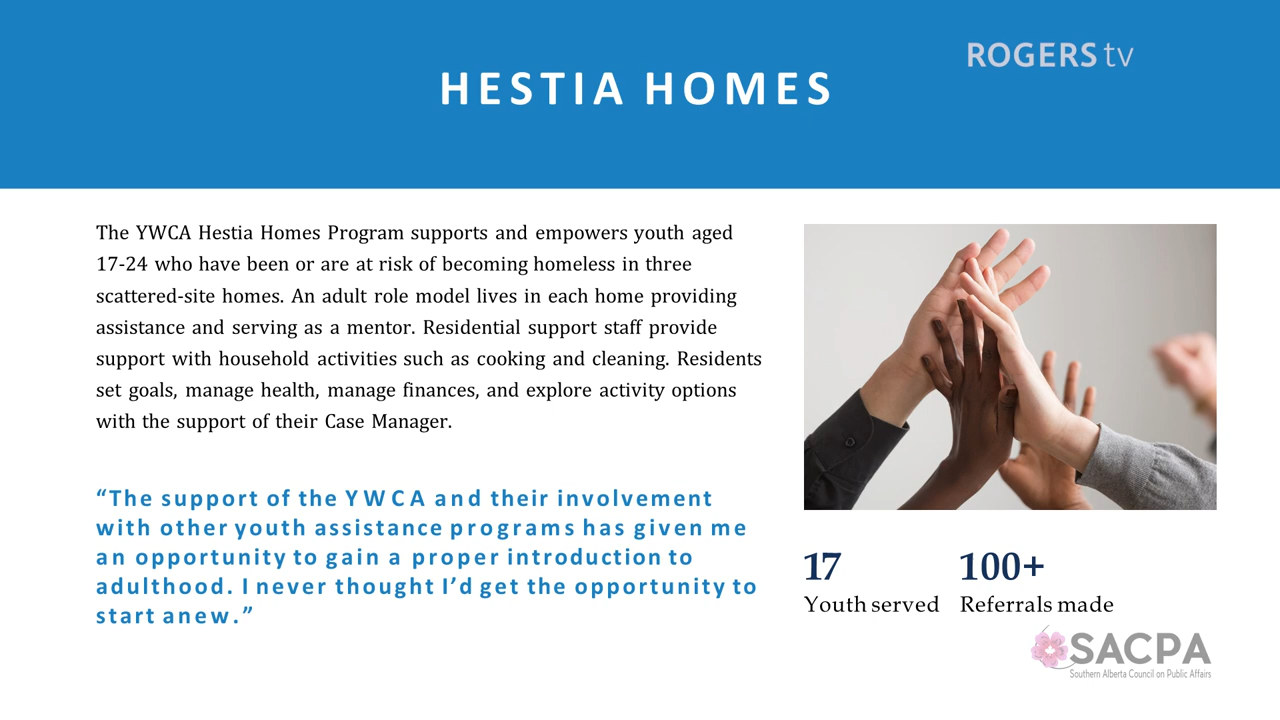 ROGERS tv
HESTIA HOMES
The YWCA Hestia Homes Program supports and empowers youth aged
17-24 who have been or are at risk of becoming homeless in three
scattered-site homes. An adult role model lives in each home providing
assistance and serving as a mentor. Residential support staff provide
support with household activities such as cooking and cleaning. Residents
set goals, manage health, manage finances, and explore activity options
with the support of their Case Manager.
“The support of the YWCA and their involvement
with other youth assistance programs has given me
an opportunity to gain a proper introduction to
adulthood. I never thought I’d get the opportunity to
start anew.”
17
Youth served
100+
Referrals made
SACPA
Southern Alberta Council on Public Affairs